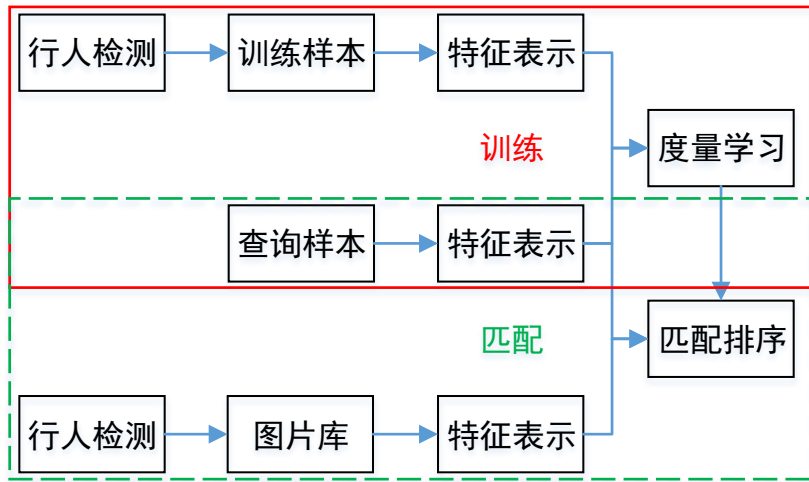 行人检测
训练样本
特征表示
训练
度量学习
查询样本
特征表示
匹配
匹配排序
行人检测
图片库
特征表示